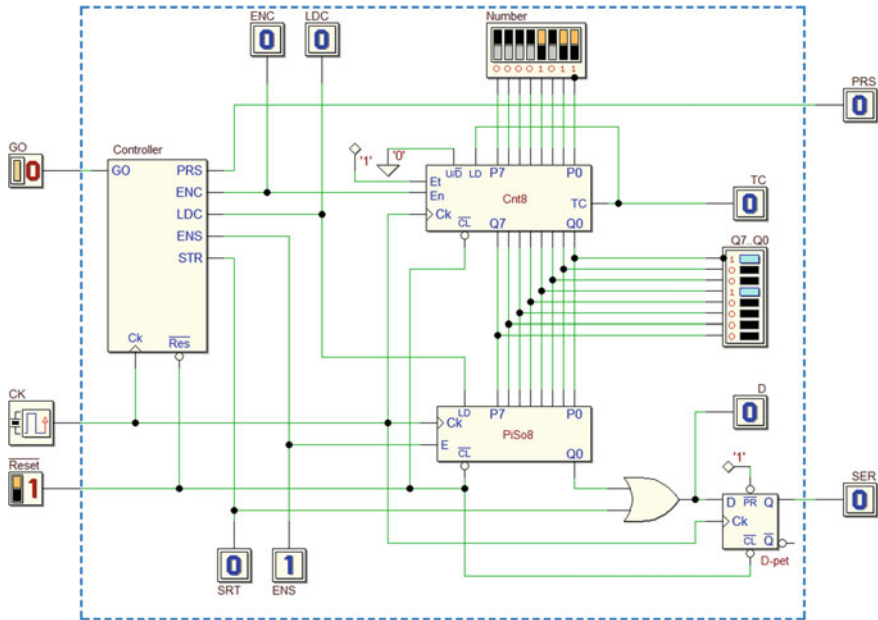 ENC LDC Number
0 0
0 0 0 0 1 0 1 1
PRS
0
GO
0
Controller
GO PRS
ENC
LDC
ENS
STR
Ck Res
'1' '0'
U/D LD P7 P0
Et
En Cnt8
Ck TC
CL Q7 Q0
TC
0
Q7..Q0
1
0
0
1
0
0
0
0
CK
Reset
1
LD P7 P0
Ck
E PiSo8
CL Q0
D
0
'1'
D PR Q
Ck
CL Q
D-pet
SER
0
0 1
SRT ENS